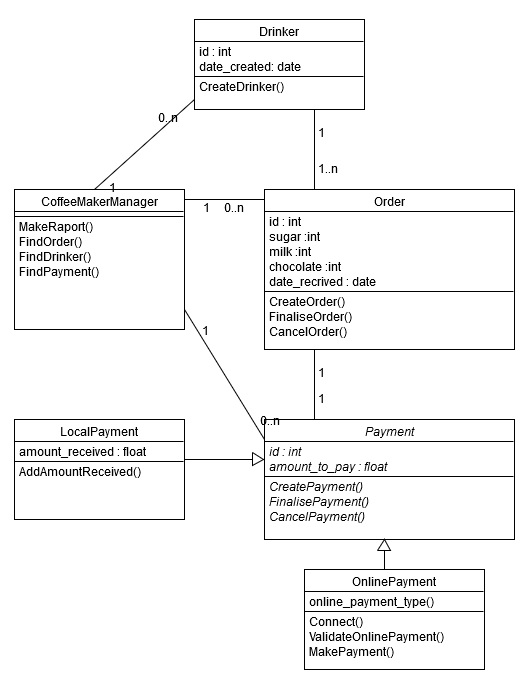 Drinker
id : int
date_created: date
CreateDrinker()
0..n
1
1
1..n
CoffeeMakerManager
MakeRaport()
FindOrder()
FindDrinker()
FindPayment()
1
0..n
Order
id : int
sugar :int
milk :int
chocolate :int
date_recrived : date
CreateOrder()
FinaliseOrder()
CancelOrder()
1
0..n
1
1
LocalPayment
amount_received : float
AddAmountReceived()
Payment
id : int
amount_to_pay : float
CreatePayment()
FinalisePayment()
CancelPayment()
OnlinePayment
online_payment_type()
Connect()
ValidateOnlinePayment()
MakePayment()